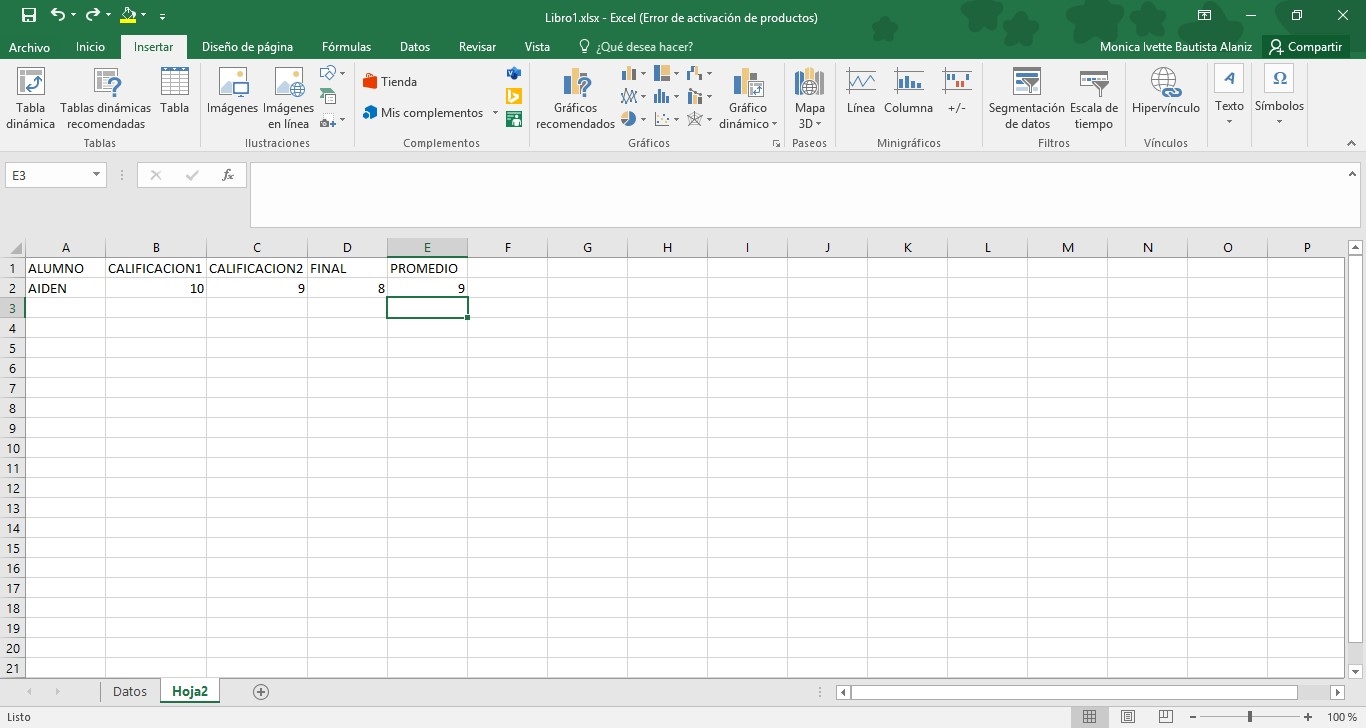 Libro1.xlsx - Excel (Error de activación de productos)
Archivo Inicio Insertar Diseño de página Fórmulas Datos Revisar Vista ¿Qué desea hacer? Monica Ivette Bautista Alaniz Compartir
Tabla dinámica
Tablas dinámicas recomendadas
Tabla
Imágenes
Imágenes en línea
Tienda
Mis complementos
Gráficos recomendados
Gráfico dinámico
Mapa 3D
Línea
Columna
+/-
Segmentación de datos
Escala de tiempo
Hipervínculo
Texto
Símbolos
Tablas Ilustraciones Complementos Gráficos Paseos Minigráficos Filtros Vínculos
E3 fx
A B C D E F G H I J K L M N O P
1 ALUMNO CALIFICACION1 CALIFICACION2 FINAL PROMEDIO
2 AIDEN 10 9 8 9
3
4
5
6
7
8
9
10
11
12
13
14
15
16
17
18
19
20
21
Datos Hoja2
Listo 100 %